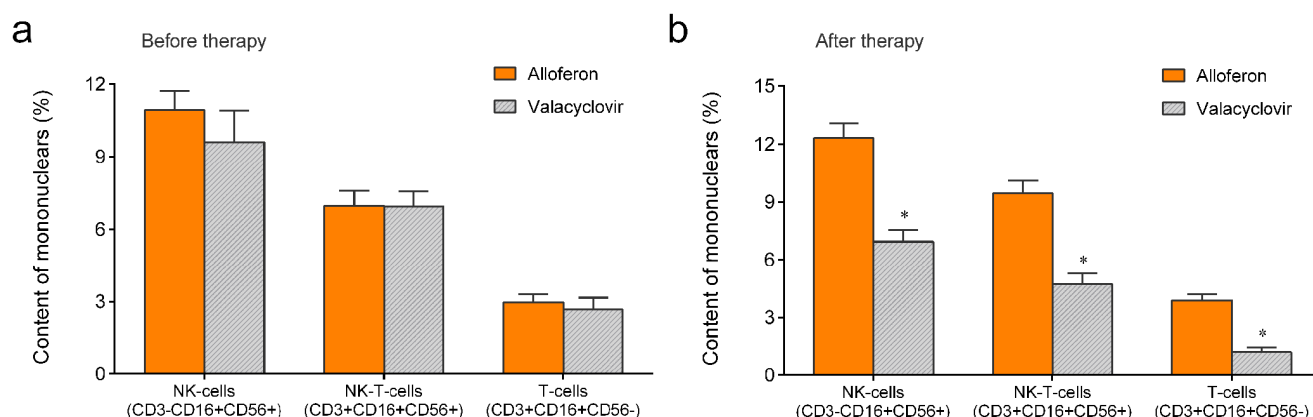 a
Before therapy
Content of mononuclears (%)
12
9
6
3
0
Alloferon
Valacyclovir
NK-cells
(CD3-CD16+CD56+)
NK-T-cells
(CD3+CD16+CD56+)
T-cells
(CD3+CD16+CD56-)
b
After therapy
Content of mononuclears (%)
15
12
9
6
3
0
Alloferon
Valacyclovir
*
*
*
NK-cells
(CD3-CD16+CD56+)
NK-T-cells
(CD3+CD16+CD56+)
T-cells
(CD3+CD16+CD56-)